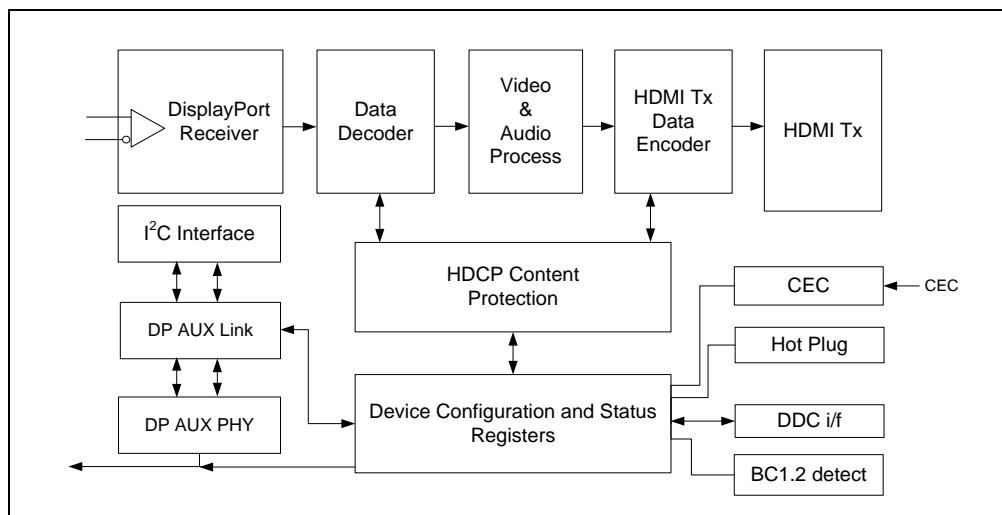 DisplayPort
Receiver
Data
Decoder
Video
&
Audio
Process
HDMI Tx
Data
Encoder
HDMI Tx
I²C Interface
HDCP Content
Protection
CEC
CEC
DP AUX Link
Hot Plug
DP AUX PHY
Device Configuration and Status
Registers
DDC i/f
BC1.2 detect